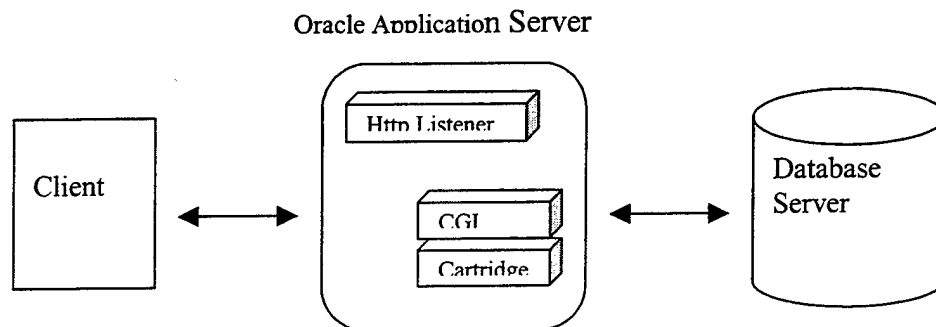 Oracle Application Server
Http Listener
Client
CGI
Cartridge
Database
Server